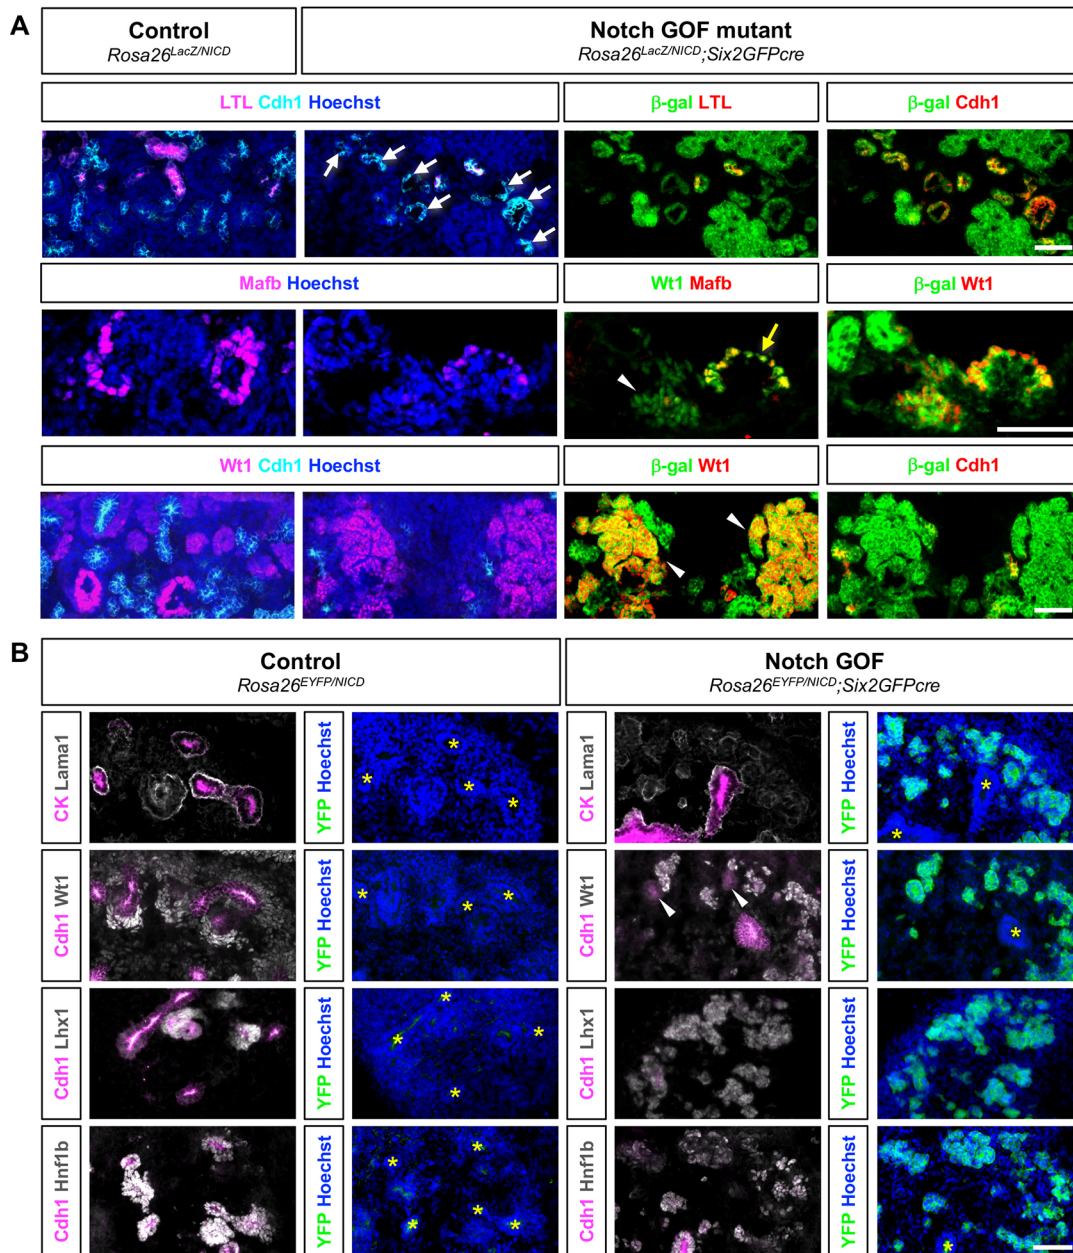 A
Control
Rosa26LacZ/NICD
Notch GOF mutant
Rosa26LacZ/NICD;Six2GFPcre
LTL Cdh1 Hoechst
β-gal LTL
β-gal Cdh1
Mafb Hoechst
Wt1 Mafb
β-gal Wt1
Wt1 Cdh1 Hoechst
β-gal Wt1
β-gal Cdh1
B
Control
Rosa26EYFP/NICD
Notch GOF
Rosa26EYFP/NICD;Six2GFPcre
CK Lama1
YFP Hoechst
CK Lama1
YFP Hoechst
Cdh1 Wt1
YFP Hoechst
Cdh1 Wt1
YFP Hoechst
Cdh1 Lhx1
YFP Hoechst
Cdh1 Lhx1
YFP Hoechst
Cdh1 Hnf1b
YFP Hoechst
Cdh1 Hnf1b
YFP Hoechst